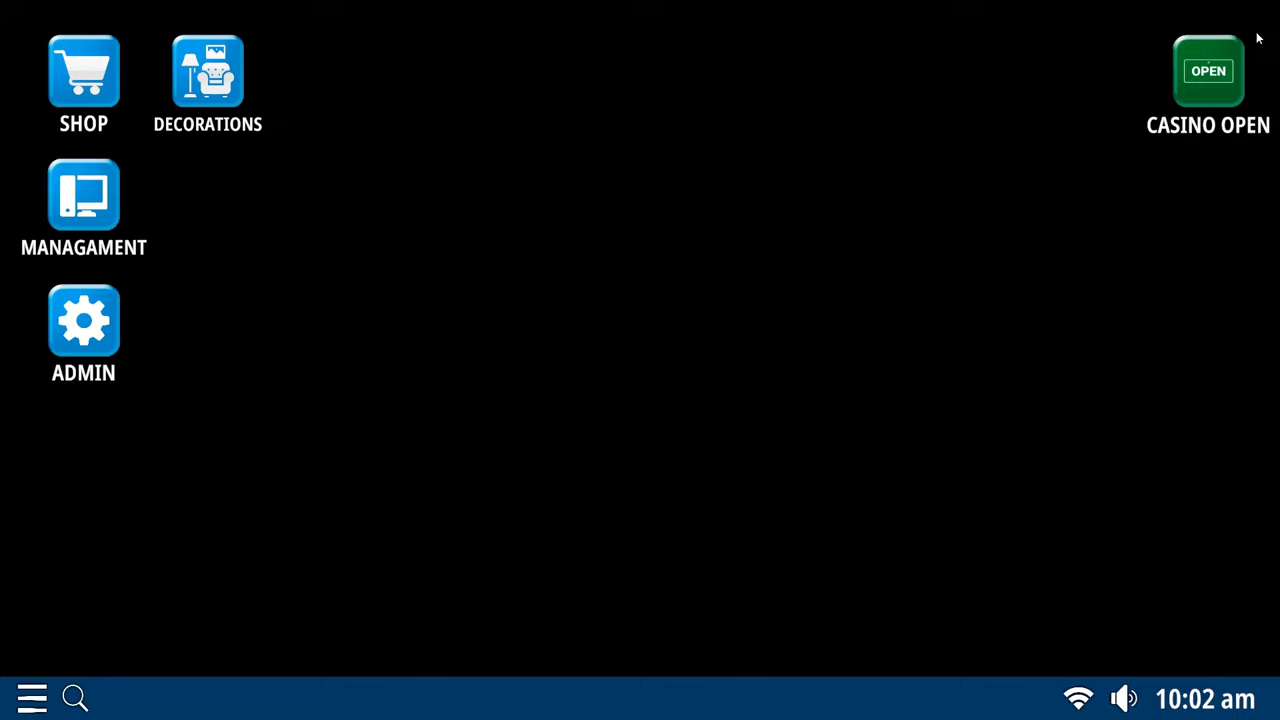 OPEN
SHOP
DECORATIONS
CASINO OPEN
MANAGAMENT
ADMIN
10:02 am